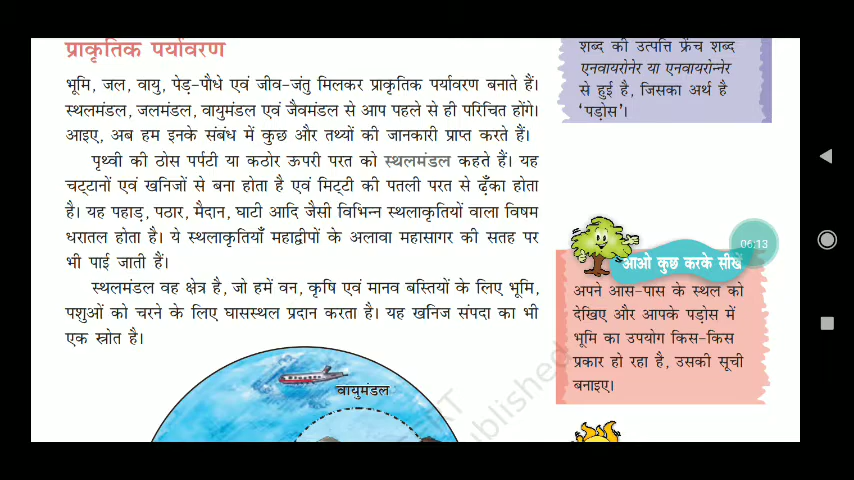 प्राकृतिक पर्यावरण
भूमि, जल, वायु, पेड़-पौधे एवं जीव-जंतु मिलकर प्राकृतिक पर्यावरण बनाते हैं।
स्थलमंडल, जलमंडल, वायुमंडल एवं जैवमंडल से आप पहले से ही परिचित होंगे।
आइए, अब हम इनके संबंध में कुछ और तथ्यों की जानकारी प्राप्त करते हैं।
पृथ्वी की ठोस पर्पटी या कठोर ऊपरी परत को स्थलमंडल कहते हैं। यह
चट्टानों एवं खनिजों से बना होता है एवं मिट्टी की पतली परत से ढ़ँका होता
है। यह पहाड़, पठार, मैदान, घाटी आदि जैसी विभिन्न स्थलाकृतियों वाला विषम
धरातल होता है। ये स्थलाकृतियाँ महाद्वीपों के अलावा महासागर की सतह पर
भी पाई जाती हैं।
स्थलमंडल वह क्षेत्र है, जो हमें वन, कृषि एवं मानव बस्तियों के लिए भूमि,
पशुओं को चरने के लिए घासस्थल प्रदान करता है। यह खनिज संपदा का भी
एक स्रोत है।
वायुमंडल
शब्द की उत्पत्ति फ्रेंच शब्द
एनवायरोनेर या एनवायरोन्नेर
से हुई है, जिसका अर्थ है
‘पड़ोस’।
06:13
आओ कुछ करके सीखें
अपने आस-पास के स्थल को
देखिए और आपके पड़ोस में
भूमि का उपयोग किस-किस
प्रकार हो रहा है, उसकी सूची
बनाइए।